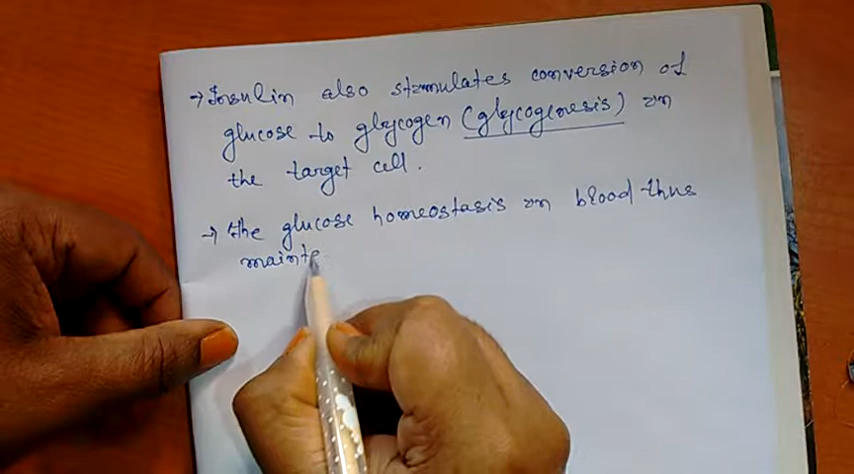 → Insulin also stimulates conversion of
glucose to glycogen (glycogenesis) in
the target cell.
→ The glucose homeostasis in blood thus
mainte